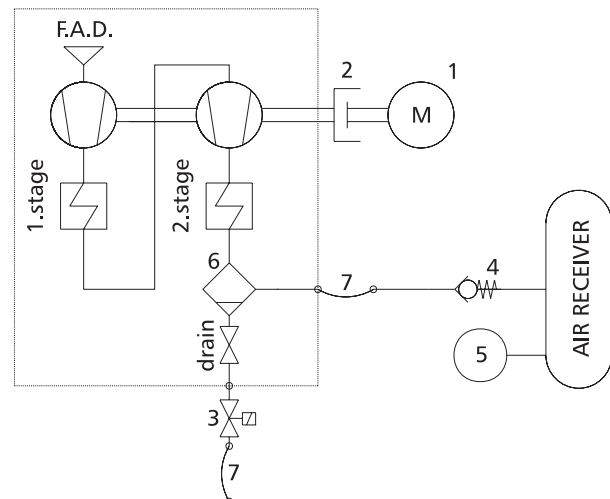 F.A.D.
2
1
M
1.stage
2.stage
6
4
7
AIR RECEIVER
5
drain
3
7